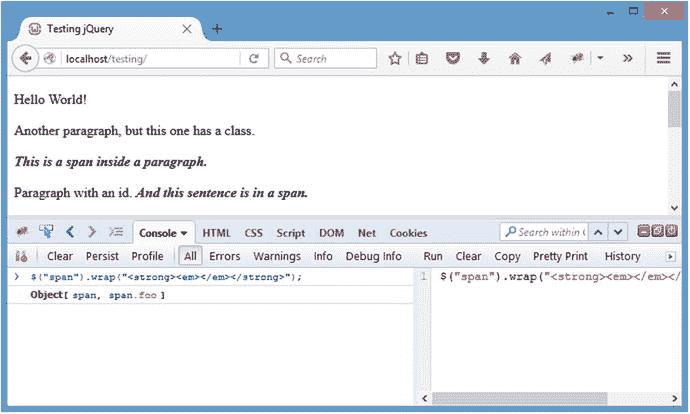 Testing jQuery
localhost/testing/
Search
Hello World!
Another paragraph, but this one has a class.
This is a span inside a paragraph.
Paragraph with an id. And this sentence is in a span.
Console HTML CSS Script DOM Net Cookies
Search within
Clear Persist Profile All Errors Warnings Info Debug Info Run Clear Copy Pretty Print History
$("span").wrap("<strong><em></em></strong>");
Object[ span, span.foo ]
1 $("span").wrap("<strong><em></em></